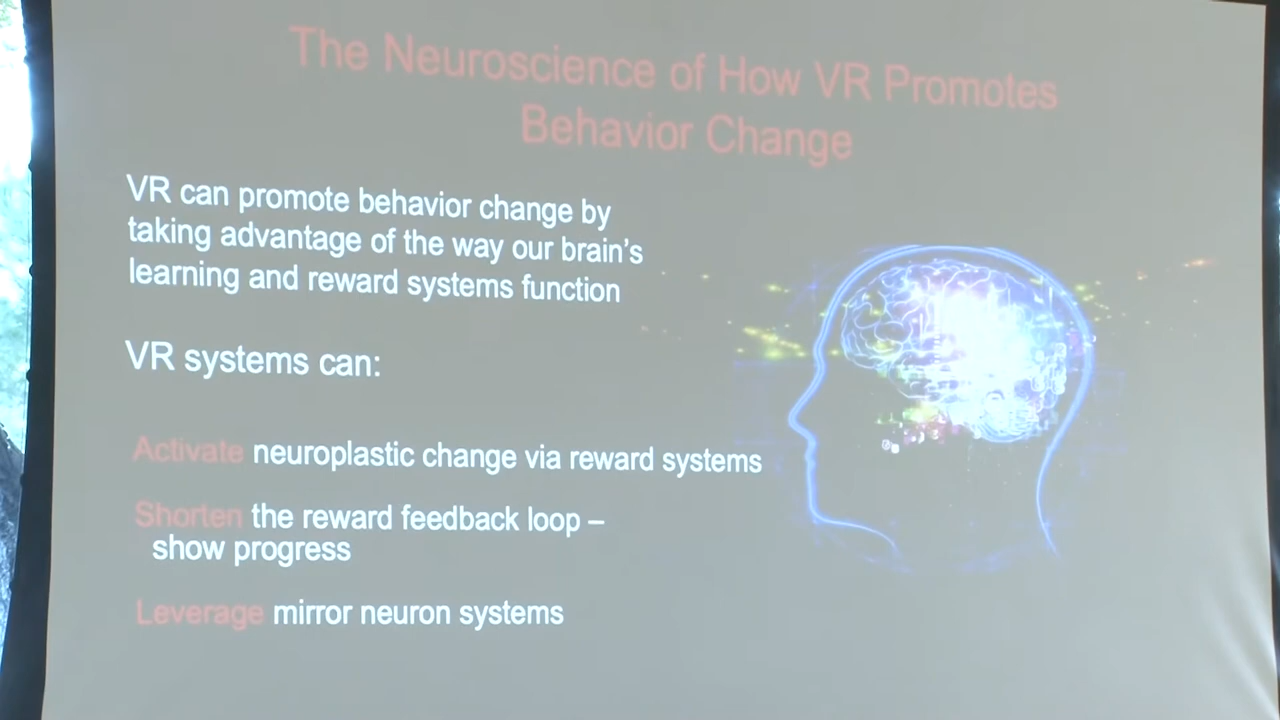 The Neuroscience of How VR Promotes
Behavior Change
VR can promote behavior change by
taking advantage of the way our brain's
learning and reward systems function
VR systems can:
Activate neuroplastic change via reward systems
Shorten the reward feedback loop –
show progress
Leverage mirror neuron systems